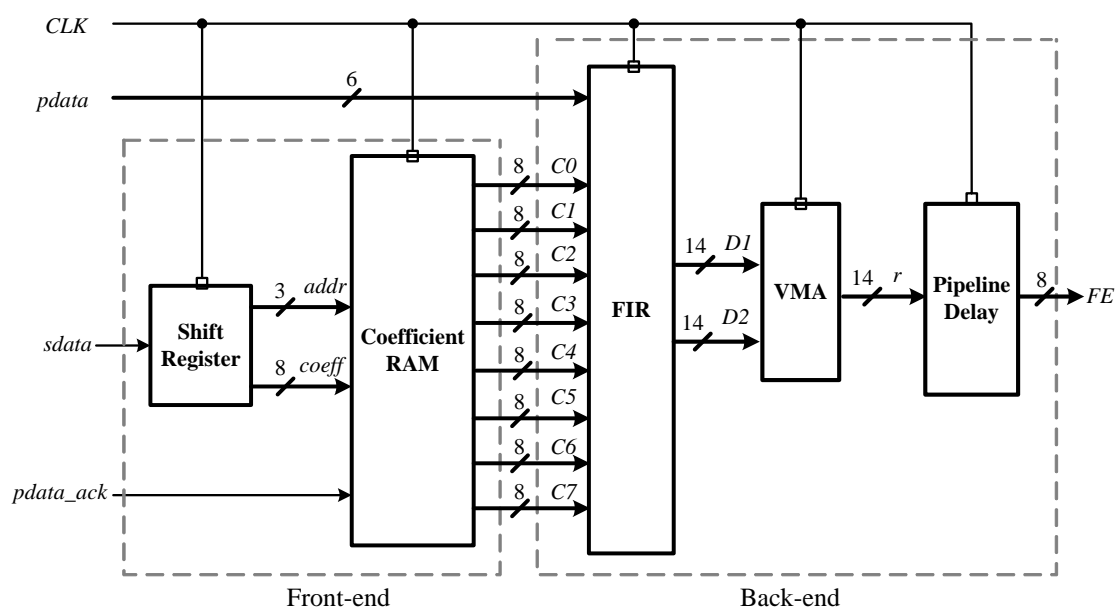 CLK
pdata
6
8 C0
8 C1
8 C2
8 C3
8 C4
8 C5
8 C6
8 C7
sdata
Shift
Register
3 addr
8 coeff
Coefficient
RAM
pdata_ack
FIR
14 D1
14 D2
VMA
14 r
Pipeline
Delay
8 FE
Front-end
Back-end